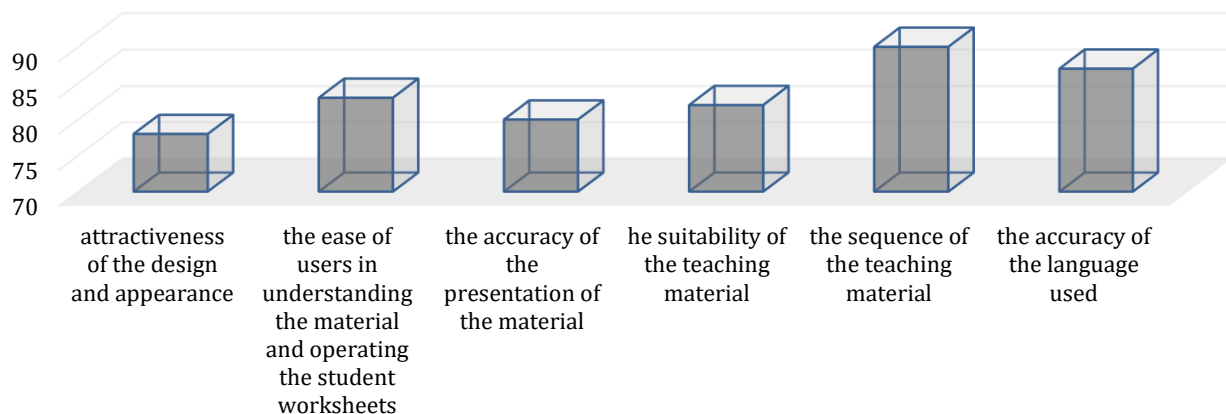 90
85
80
75
70
attractiveness
of the design
and appearance
the ease of
users in
understanding
the material
and operating
the student
worksheets
the accuracy of
the
presentation of
the material
he suitability of
the teaching
material
the sequence of
the teaching
material
the accuracy of
the language
used